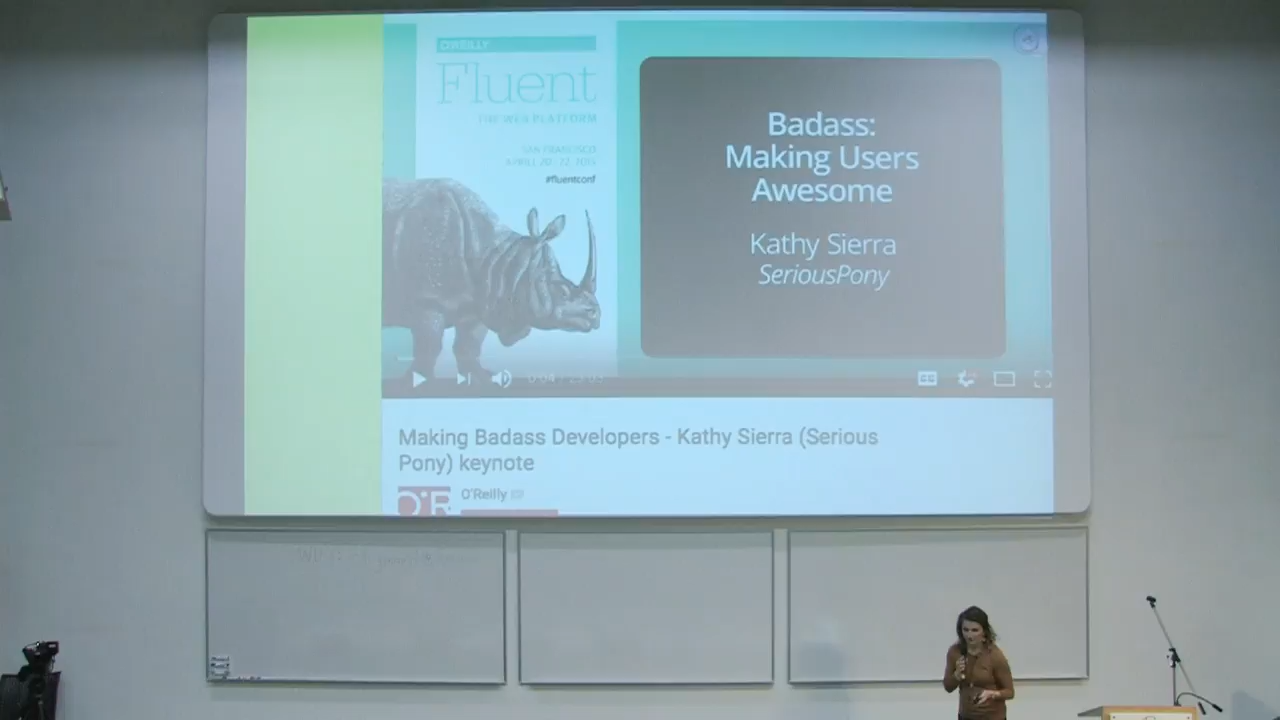 O'REILLY
Fluent
THE WEB PLATFORM
SAN FRANCISCO
APRIL 20-22, 2015
#fluentconf
Badass:
Making Users
Awesome
Kathy Sierra
SeriousPony
CC
Making Badass Developers - Kathy Sierra (Serious
Pony) keynote
O'R
O'Reilly